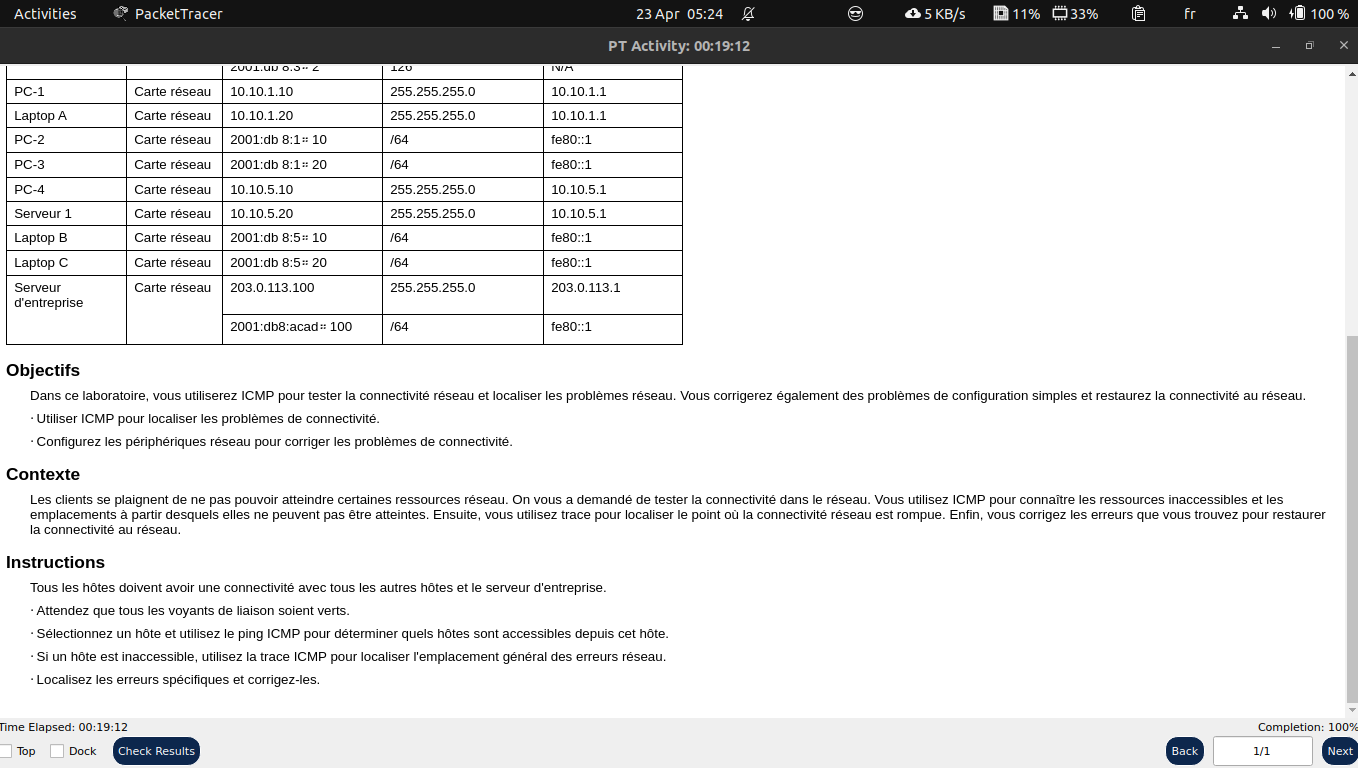 Activities PacketTracer 23 Apr 05:24 5 KB/s 11% 33% fr 100 %
PT Activity: 00:19:12
2001:db 8:3:: 2 126 N/A
PC-1 Carte réseau 10.10.1.10 255.255.255.0 10.10.1.1
Laptop A Carte réseau 10.10.1.20 255.255.255.0 10.10.1.1
PC-2 Carte réseau 2001:db 8:1:: 10 /64 fe80::1
PC-3 Carte réseau 2001:db 8:1:: 20 /64 fe80::1
PC-4 Carte réseau 10.10.5.10 255.255.255.0 10.10.5.1
Serveur 1 Carte réseau 10.10.5.20 255.255.255.0 10.10.5.1
Laptop B Carte réseau 2001:db 8:5:: 10 /64 fe80::1
Laptop C Carte réseau 2001:db 8:5:: 20 /64 fe80::1
Serveur Carte réseau 203.0.113.100 255.255.255.0 203.0.113.1
d'entreprise
2001:db8:acad:: 100 /64 fe80::1
Objectifs
Dans ce laboratoire, vous utiliserez ICMP pour tester la connectivité réseau et localiser les problèmes réseau. Vous corrigerez également des problèmes de configuration simples et restaurez la connectivité au réseau.
· Utiliser ICMP pour localiser les problèmes de connectivité.
· Configurez les périphériques réseau pour corriger les problèmes de connectivité.
Contexte
Les clients se plaignent de ne pas pouvoir atteindre certaines ressources réseau. On vous a demandé de tester la connectivité dans le réseau. Vous utilisez ICMP pour connaître les ressources inaccessibles et les
emplacements à partir desquels elles ne peuvent pas être atteintes. Ensuite, vous utilisez trace pour localiser le point où la connectivité réseau est rompue. Enfin, vous corrigez les erreurs que vous trouvez pour restaurer
la connectivité au réseau.
Instructions
Tous les hôtes doivent avoir une connectivité avec tous les autres hôtes et le serveur d'entreprise.
· Attendez que tous les voyants de liaison soient verts.
· Sélectionnez un hôte et utilisez le ping ICMP pour déterminer quels hôtes sont accessibles depuis cet hôte.
· Si un hôte est inaccessible, utilisez la trace ICMP pour localiser l'emplacement général des erreurs réseau.
· Localisez les erreurs spécifiques et corrigez-les.
Time Elapsed: 00:19:12 Completion: 100%
Top Dock Check Results Back 1/1 Next